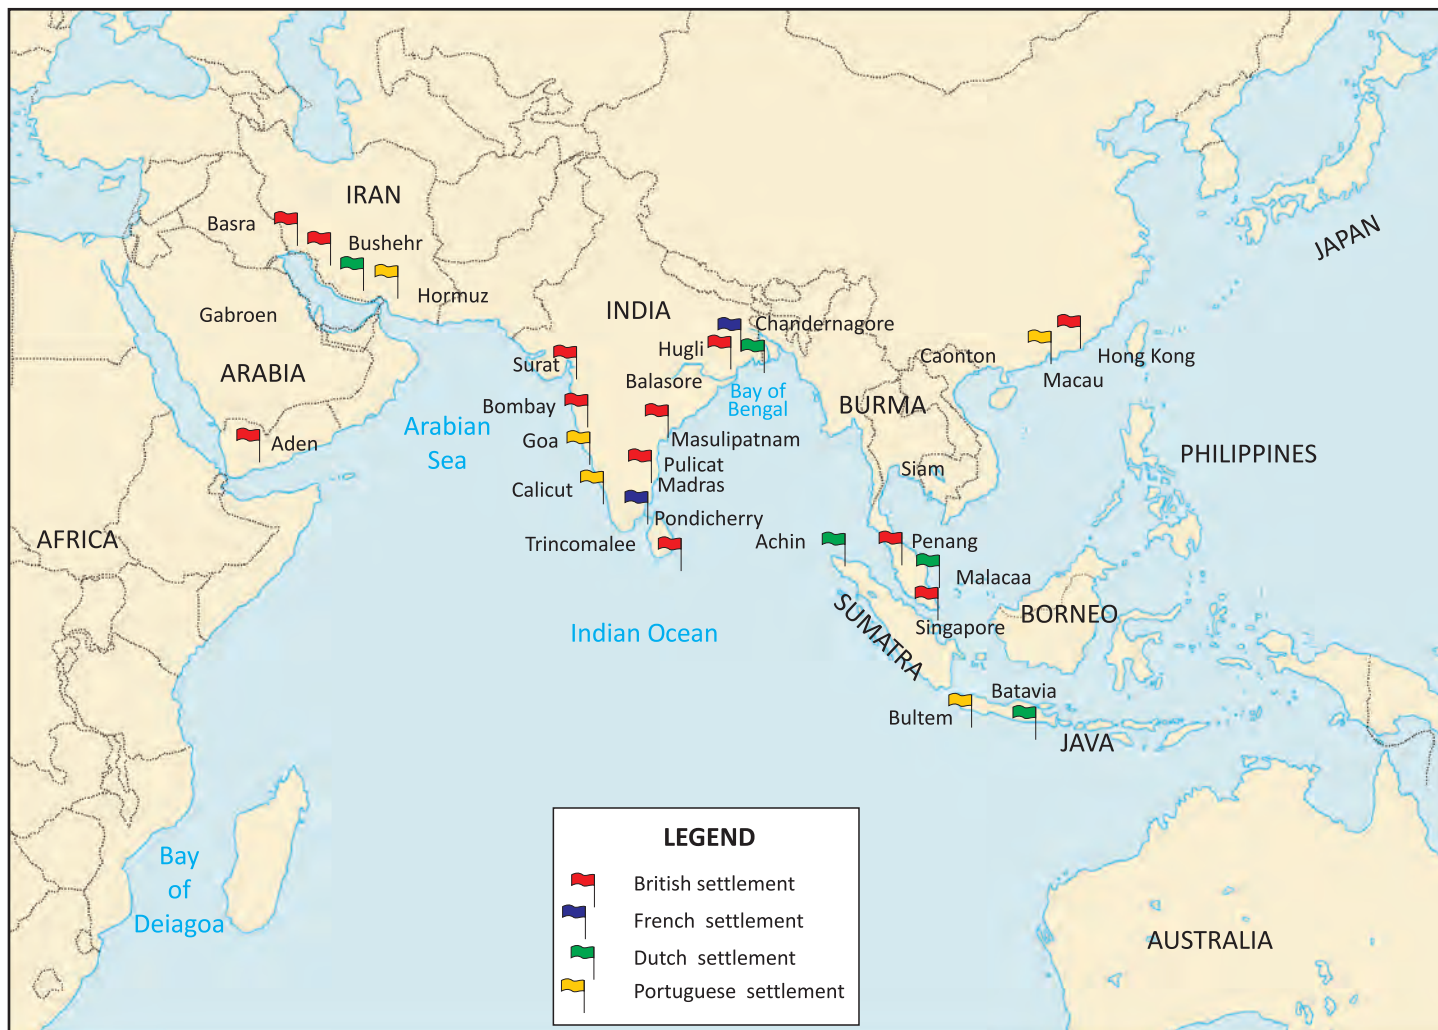 IRAN
Basra
Bushehr
Hormuz
Gabroen
ARABIA
Aden
AFRICA
JAPAN
INDIA
Chandernagore
Hugli
Surat
Balasore
Bay of
Bengal
Bombay
Arabian
Sea
Goa
Masulipatnam
Calicut
Pulicat
Madras
Pondicherry
Trincomalee
BURMA
Siam
Caonton
Hong Kong
Macau
PHILIPPINES
Achin
Penang
Malacaa
Singapore
BORNEO
SUMATRA
Indian Ocean
Batavia
Bultem
JAVA
Bay
of
Deiagoa
AUSTRALIA
LEGEND
British settlement
French settlement
Dutch settlement
Portuguese settlement